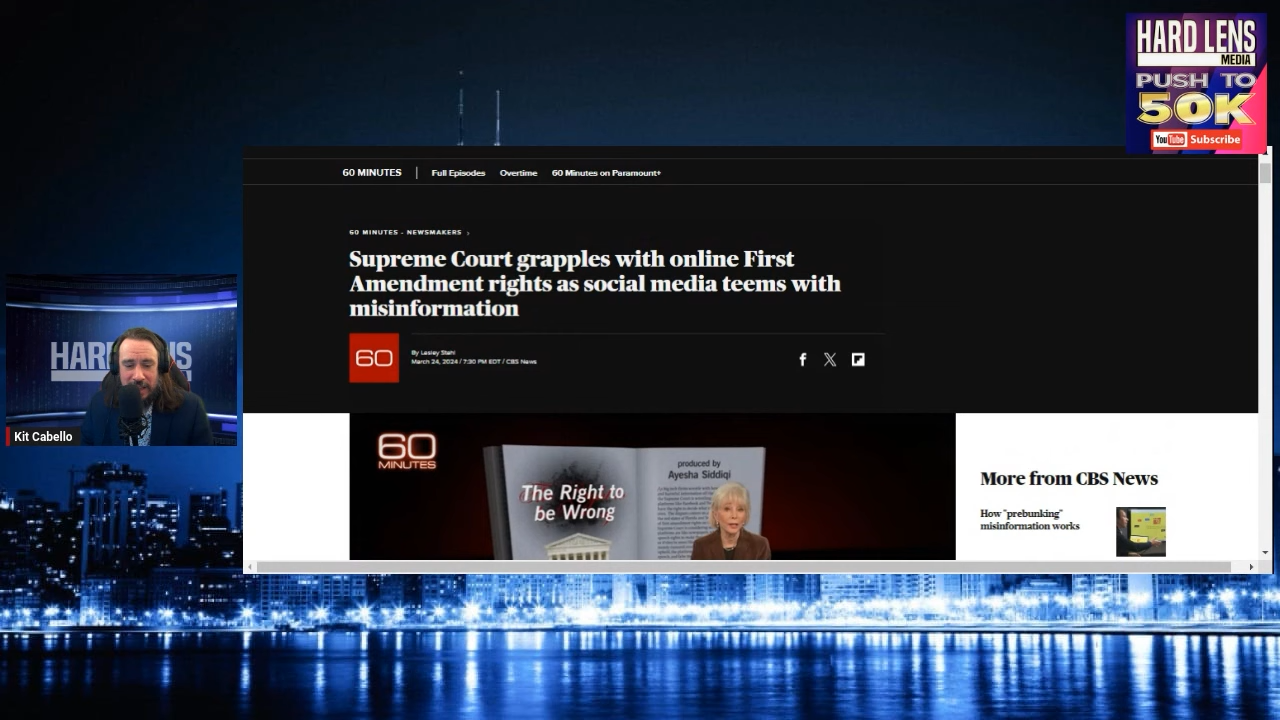 HARD LENS
MEDIA
PUSH TO
50K
YouTube Subscribe
60 MINUTES
Full Episodes
Overtime
60 Minutes on Paramount+
60 MINUTES - NEWSMAKERS ›
Supreme Court grapples with online First
Amendment rights as social media teems with
misinformation
60
By Lesley Stahl
March 24, 2024 / 7:30 PM EDT / CBS News
HARD LENS
Kit Cabello
60
MINUTES
The Right to
be Wrong
produced by
Ayesha Siddiqi
More from CBS News
How "prebunking"
misinformation works